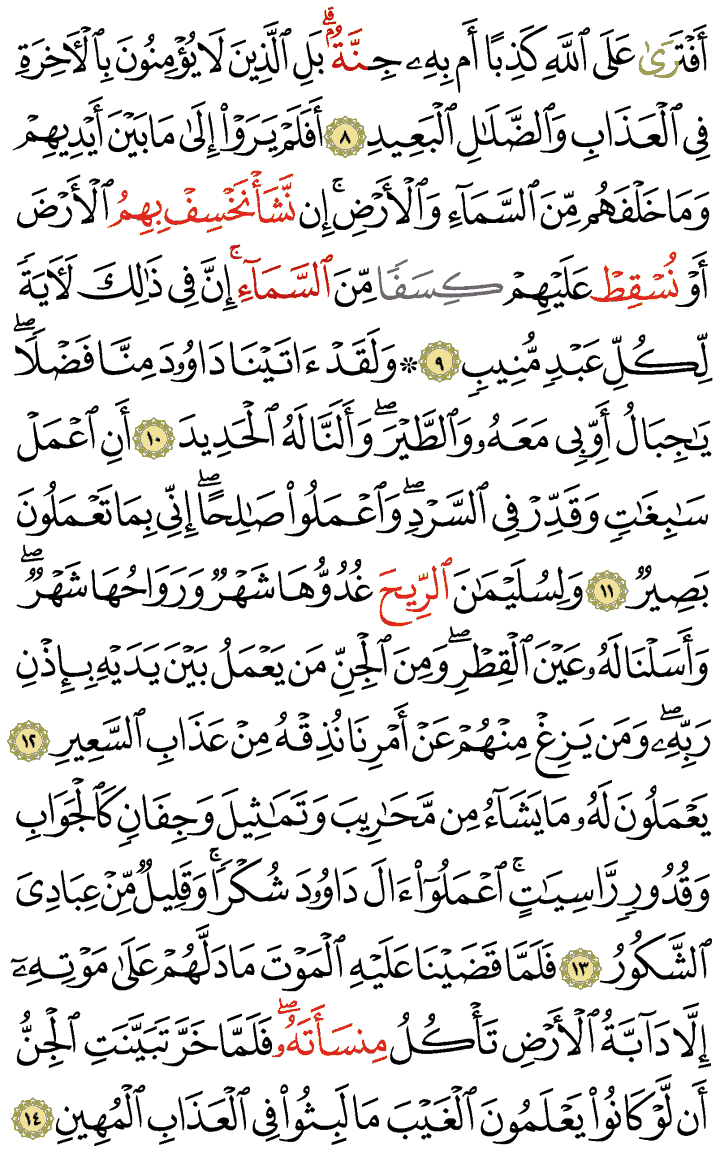 أَفۡتَرَىٰ عَلَى ٱللَّهِ كَذِبًا أَم بِهِۦ جِنَّةُۢۗ بَلِ ٱلَّذِينَ لَا يُؤۡمِنُونَ بِٱلۡأٓخِرَةِ
فِي ٱلۡعَذَابِ وَٱلضَّلَٰلِ ٱلۡبَعِيدِ ٨ أَفَلَمۡ يَرَوۡاْ إِلَىٰ مَا بَيۡنَ أَيۡدِيهِمۡ
وَمَا خَلۡفَهُم مِّنَ ٱلسَّمَآءِ وَٱلۡأَرۡضِۚ إِن نَّشَأۡ نَخۡسِفۡ بِهِمُ ٱلۡأَرۡضَ
أَوۡ نُسۡقِطۡ عَلَيۡهِمۡ كِسَفٗا مِّنَ ٱلسَّمَآءِۚ إِنَّ فِي ذَٰلِكَ لَأٓيَةٗ
لِّكُلِّ عَبۡدٖ مُّنِيبٖ ٩ ۞ وَلَقَدۡ ءَاتَيۡنَا دَاوُۥدَ مِنَّا فَضۡلٗاۖ
يَٰجِبَالُ أَوِّبِي مَعَهُۥ وَٱلطَّيۡرَۖ وَأَلَنَّا لَهُ ٱلۡحَدِيدَ ١٠ أَنِ ٱعۡمَلۡ
سَٰبِغَٰتٖ وَقَدِّرۡ فِي ٱلسَّرۡدِۖ وَٱعۡمَلُواْ صَٰلِحًاۖ إِنِّي بِمَا تَعۡمَلُونَ
بَصِيرٞ ١١ وَلِسُلَيۡمَٰنَ ٱلرِّيحَ غُدُوُّهَا شَهۡرٞ وَرَوَاحُهَا شَهۡرٞۖ
وَأَسَلۡنَا لَهُۥ عَيۡنَ ٱلۡقِطۡرِۖ وَمِنَ ٱلۡجِنِّ مَن يَعۡمَلُ بَيۡنَ يَدَيۡهِ بِإِذۡنِ
رَبِّهِۦۖ وَمَن يَزِغۡ مِنۡهُمۡ عَنۡ أَمۡرِنَا نُذِقۡهُ مِنۡ عَذَابِ ٱلسَّعِيرِ ١٢
يَعۡمَلُونَ لَهُۥ مَا يَشَآءُ مِن مَّحَٰرِيبَ وَتَمَٰثِيلَ وَجِفَانٖ كَٱلۡجَوَابِ
وَقُدُورٖ رَّاسِيَٰتٍۚ ٱعۡمَلُوٓاْ ءَالَ دَاوُۥدَ شُكۡرٗاۚ وَقَلِيلٞ مِّنۡ عِبَادِيَ
ٱلشَّكُورُ ١٣ فَلَمَّا قَضَيۡنَا عَلَيۡهِ ٱلۡمَوۡتَ مَا دَلَّهُمۡ عَلَىٰ مَوۡتِهِۦٓ
إِلَّا دَآبَّةُ ٱلۡأَرۡضِ تَأۡكُلُ مِنسَأَتَهُۥۖ فَلَمَّا خَرَّ تَبَيَّنَتِ ٱلۡجِنُّ
أَن لَّوۡ كَانُواْ يَعۡلَمُونَ ٱلۡغَيۡبَ مَا لَبِثُواْ فِي ٱلۡعَذَابِ ٱلۡمُهِينِ ١٤